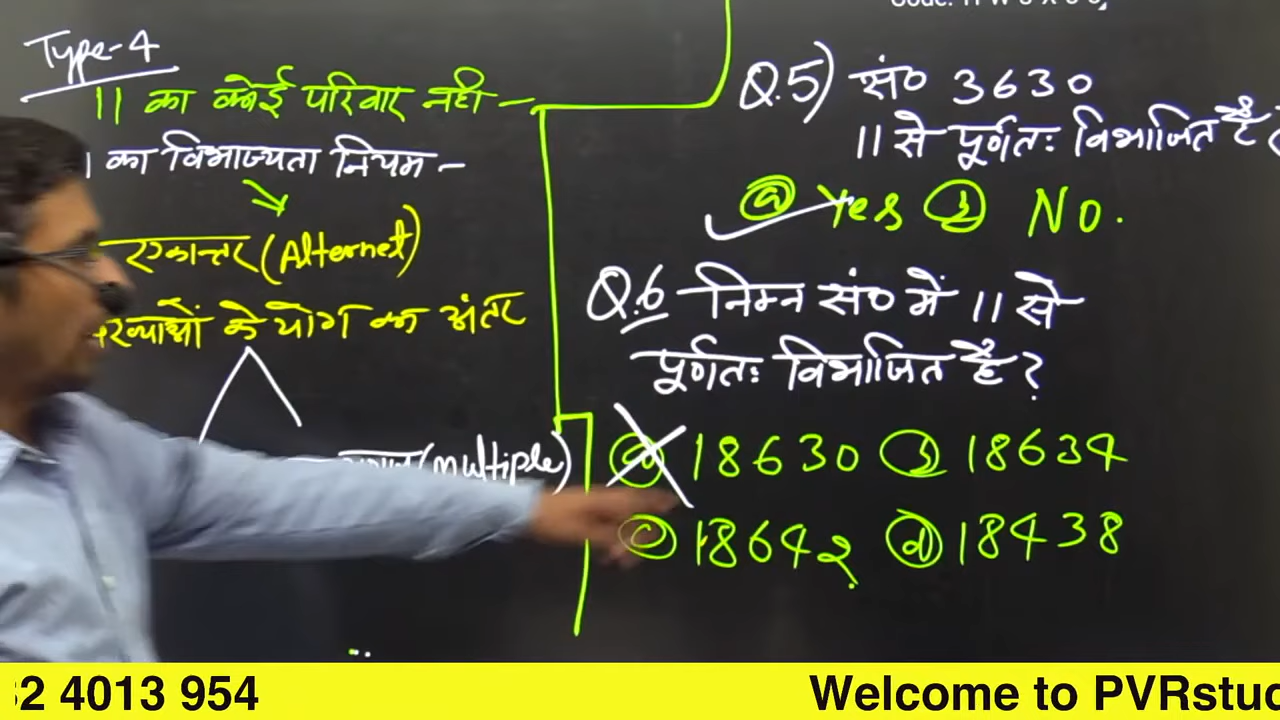 Type-4
11 का कोई परिवार नही -
का विभाज्यता नियम -
एकान्तर (Alternet)
के योग का अंतर
(multiple)
Q.5) सं० 3630
11 से पूर्णतः विभाजित है
(a) Yes (b) No.
Q.6 निम्न सं० में 11 से
पूर्णतः विभाजित है ?
(a) 18630 (b) 18634
(c) 1864२ (d) 18438
2 4013 954
Welcome to PVRstud